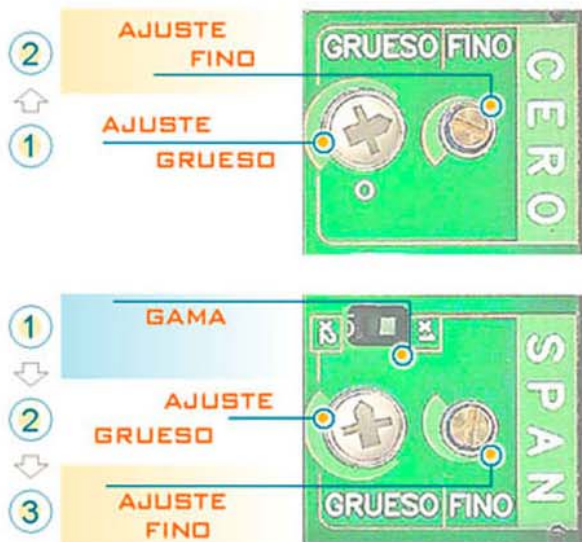 2
AJUSTE
FINO
1
AJUSTE
GRUESO
GRUESO FINO
CERO
O
1
GAMA
2
AJUSTE
GRUESO
3
AJUSTE
FINO
x2
x1
SPAN
GRUESO FINO